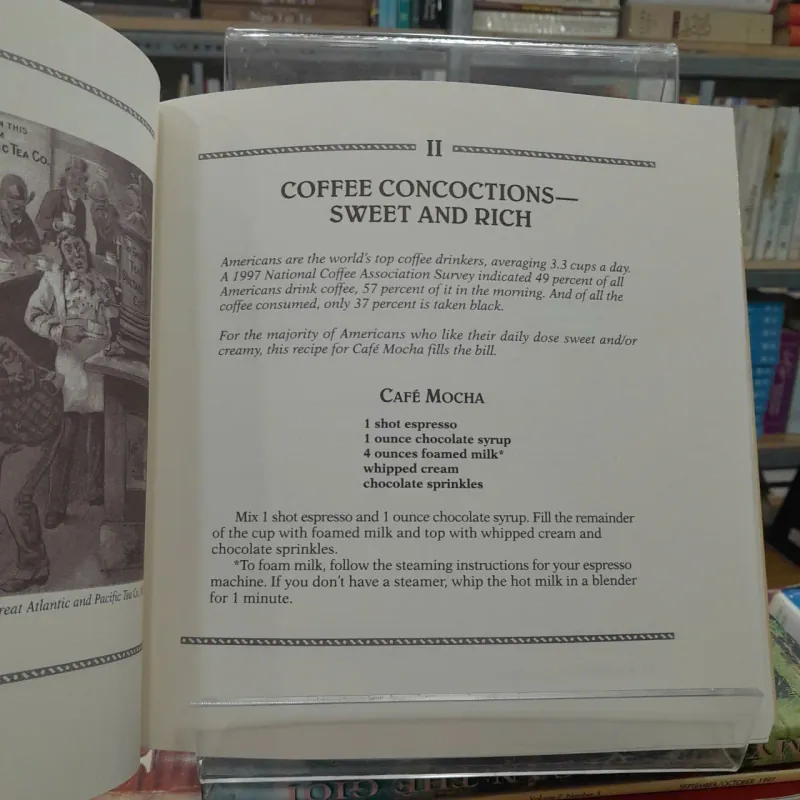 N THIS
TEA CO.
reat Atlantic and Pacific Tea Co.
II
COFFEE CONCOCTIONS—
SWEET AND RICH
Americans are the world's top coffee drinkers, averaging 3.3 cups a day.
A 1997 National Coffee Association Survey indicated 49 percent of all
Americans drink coffee, 57 percent of it in the morning. And of all the
coffee consumed, only 37 percent is taken black.
For the majority of Americans who like their daily dose sweet and/or
creamy, this recipe for Café Mocha fills the bill.
CAFÉ MOCHA
1 shot espresso
1 ounce chocolate syrup
4 ounces foamed milk*
whipped cream
chocolate sprinkles
Mix 1 shot espresso and 1 ounce chocolate syrup. Fill the remainder
of the cup with foamed milk and top with whipped cream and
chocolate sprinkles.
*To foam milk, follow the steaming instructions for your espresso
machine. If you don't have a steamer, whip the hot milk in a blender
for 1 minute.
SEPTEMBER/OCTOBER 1997